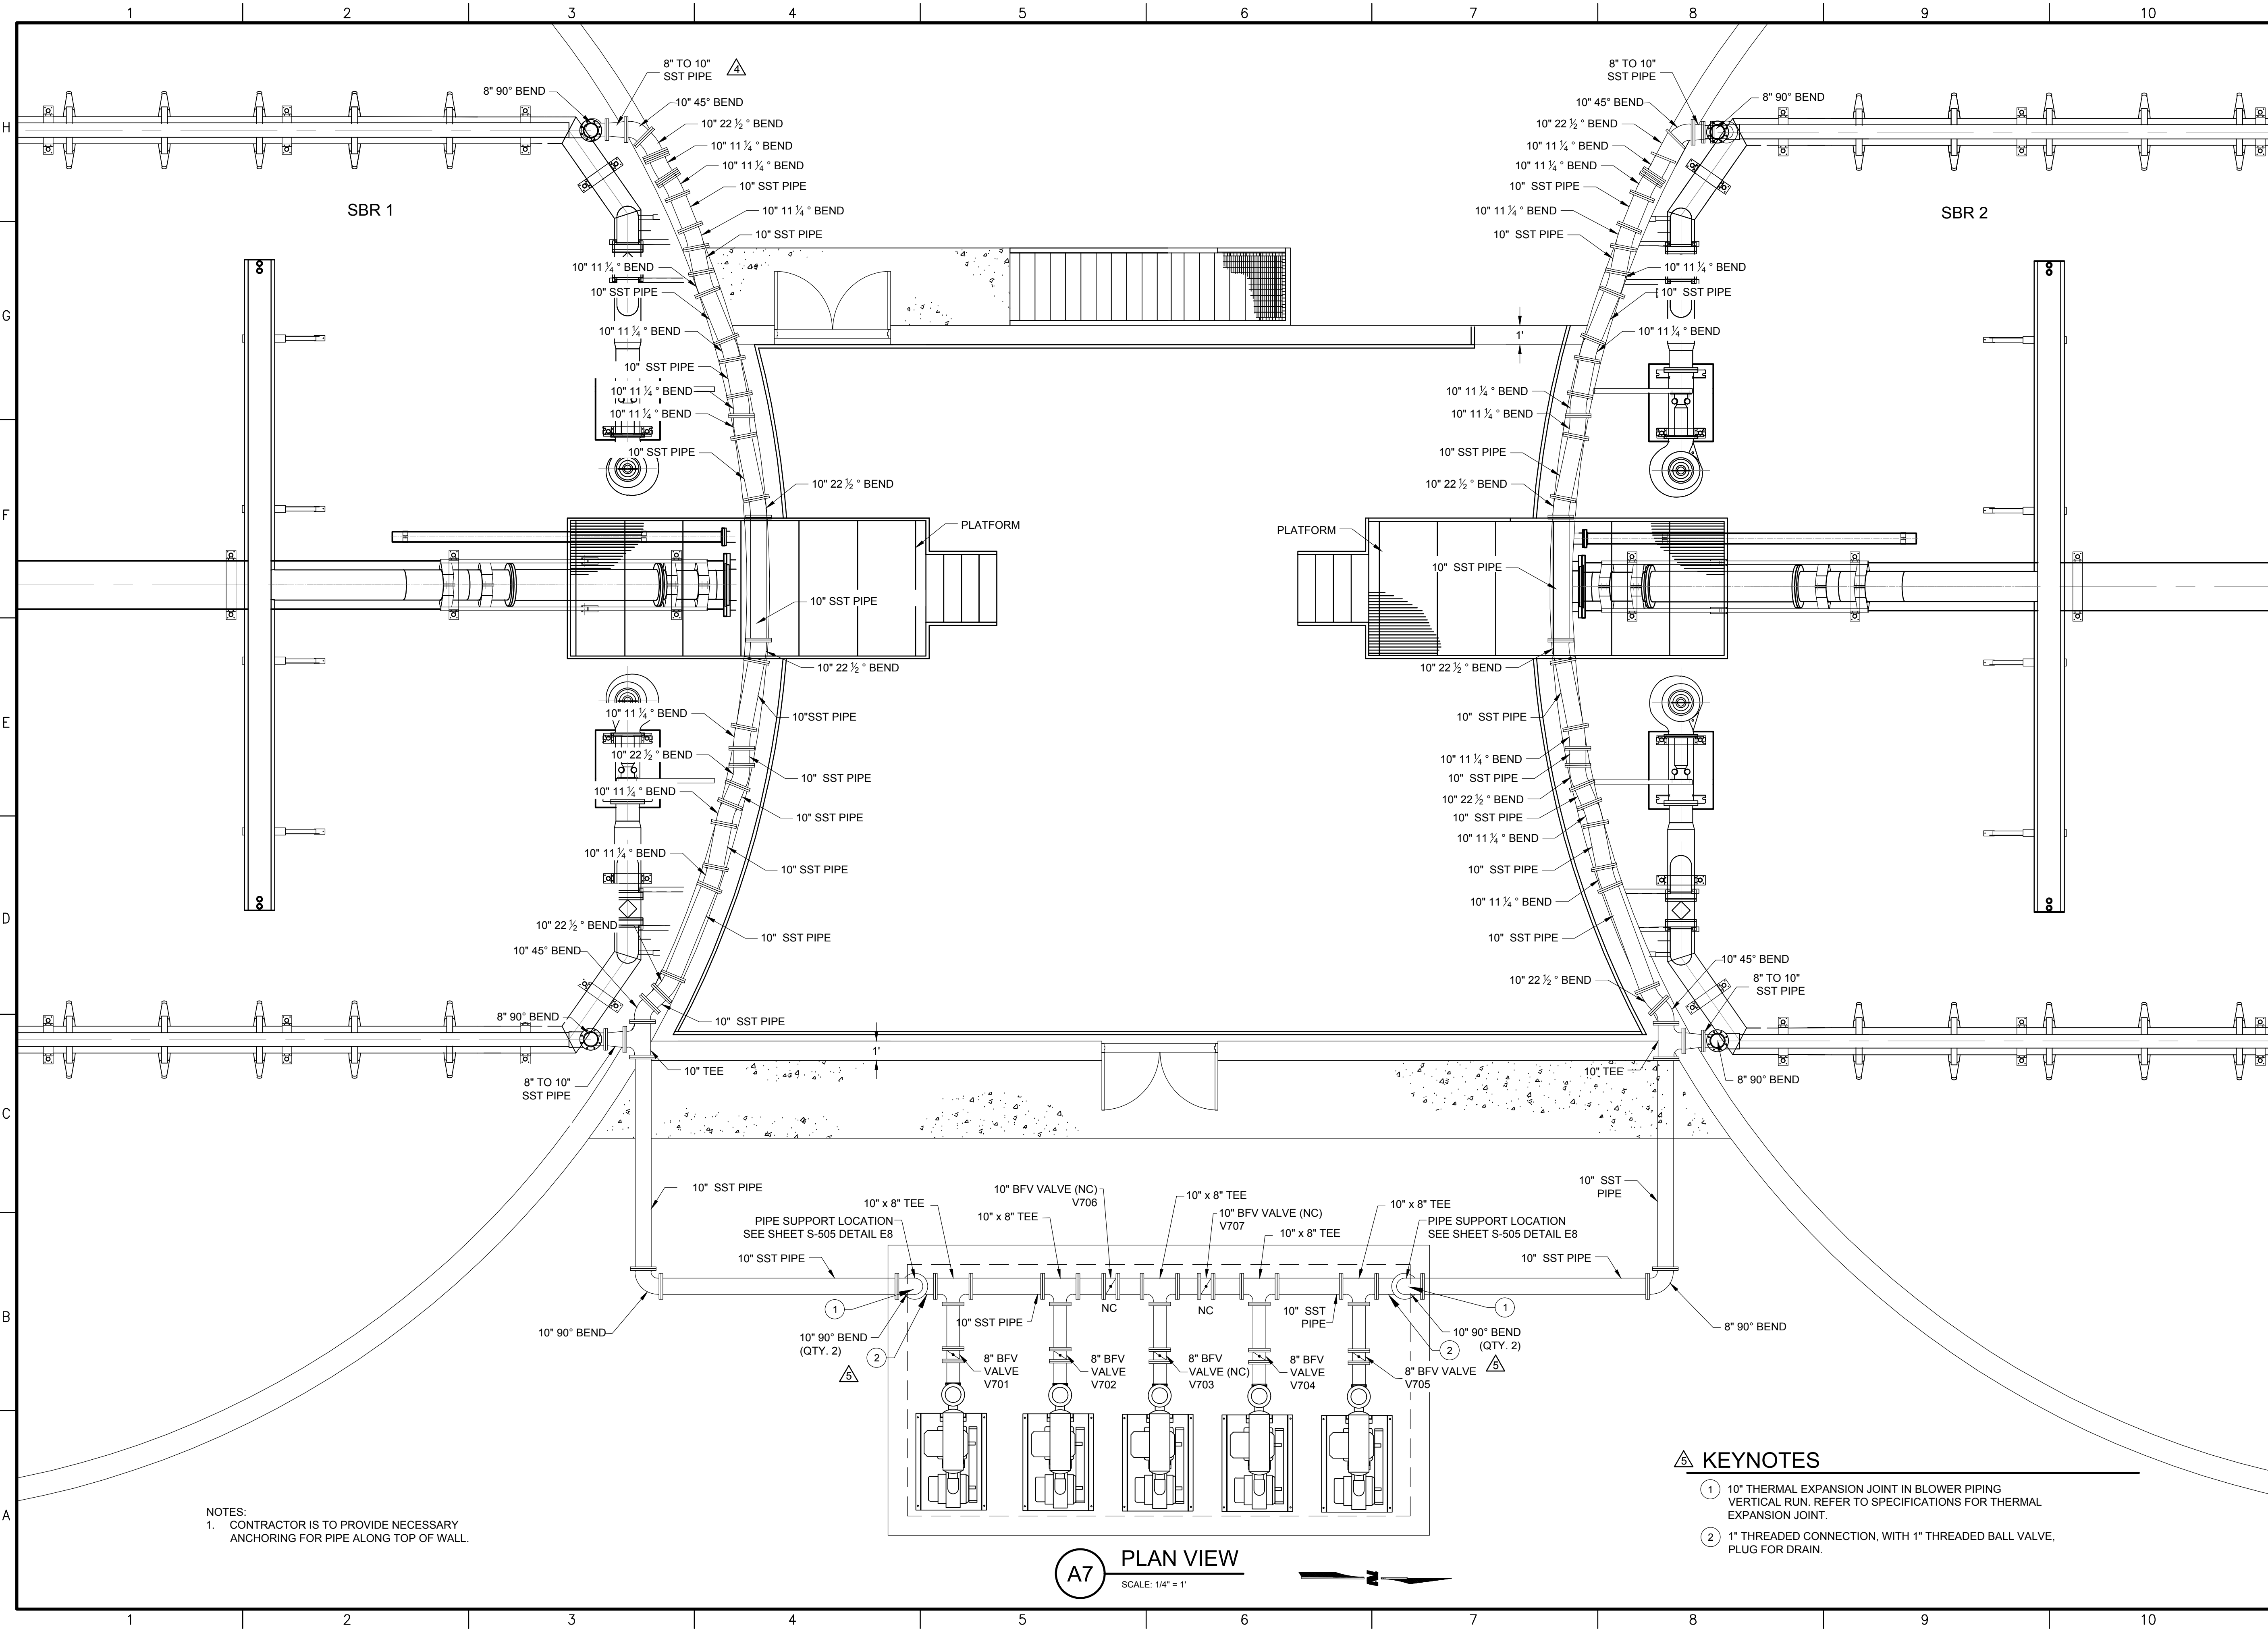 1 2 3 4 5 6 7 8 9 10
8" TO 10"
SST PIPE
4
8" 90° BEND
10" 45° BEND
10" 22 ½ ° BEND
10" 11 ¼ ° BEND
10" 11 ¼ ° BEND
10" SST PIPE
10" 11 ¼ ° BEND
10" SST PIPE
10" 11 ¼ ° BEND
10" SST PIPE
10" 11 ¼ ° BEND
10" SST PIPE
10" 11 ¼ ° BEND
10" 11 ¼ ° BEND
10" SST PIPE
10" 22 ½ ° BEND
PLATFORM
10" SST PIPE
10" 22 ½ ° BEND
10"SST PIPE
10" 11 ¼ ° BEND
10" 22 ½ ° BEND
10" SST PIPE
10" 11 ¼ ° BEND
10" SST PIPE
10" 11 ¼ ° BEND
10" SST PIPE
10" 22 ½ ° BEND
10" SST PIPE
10" 45° BEND
8" 90° BEND
10" SST PIPE
1'
10" TEE
8" TO 10"
SST PIPE
SBR 1
8" TO 10"
SST PIPE
8" 90° BEND
10" 45° BEND
10" 22 ½ ° BEND
10" 11 ¼ ° BEND
10" 11 ¼ ° BEND
10" SST PIPE
10" 11 ¼ ° BEND
10" SST PIPE
10" 11 ¼ ° BEND
10" SST PIPE
10" 11 ¼ ° BEND
1'
10" 11 ¼ ° BEND
10" 11 ¼ ° BEND
10" SST PIPE
10" 22 ½ ° BEND
PLATFORM
10" SST PIPE
10" 22 ½ ° BEND
10" SST PIPE
10" 11 ¼ ° BEND
10" SST PIPE
10" 22 ½ ° BEND
10" SST PIPE
10" 11 ¼ ° BEND
10" SST PIPE
10" 11 ¼ ° BEND
10" SST PIPE
10" 22 ½ ° BEND
10" 45° BEND
8" TO 10"
SST PIPE
10" TEE
8" 90° BEND
SBR 2
H
G
F
E
D
C
B
A
10" SST PIPE
10" x 8" TEE
PIPE SUPPORT LOCATION
SEE SHEET S-505 DETAIL E8
10" SST PIPE
10" x 8" TEE
10" BFV VALVE (NC)
V706
10" x 8" TEE
10" BFV VALVE (NC)
V707
10" x 8" TEE
10" x 8" TEE
PIPE SUPPORT LOCATION
SEE SHEET S-505 DETAIL E8
10" SST PIPE
10" SST
PIPE
1
NC
NC
1
10" SST PIPE
10" SST
PIPE
10" 90° BEND
10" 90° BEND
(QTY. 2)
2
5
10" 90° BEND
(QTY. 2)
2
5
8" 90° BEND
8" BFV
VALVE
V701
8" BFV
VALVE
V702
8" BFV
VALVE (NC)
V703
8" BFV
VALVE
V704
8" BFV VALVE
V705
NOTES:
1. CONTRACTOR IS TO PROVIDE NECESSARY
ANCHORING FOR PIPE ALONG TOP OF WALL.
A7
PLAN VIEW
SCALE: 1/4" = 1'
N
5 KEYNOTES
1 10" THERMAL EXPANSION JOINT IN BLOWER PIPING
VERTICAL RUN. REFER TO SPECIFICATIONS FOR THERMAL
EXPANSION JOINT.
2 1" THREADED CONNECTION, WITH 1" THREADED BALL VALVE,
PLUG FOR DRAIN.
1 2 3 4 5 6 7 8 9 10